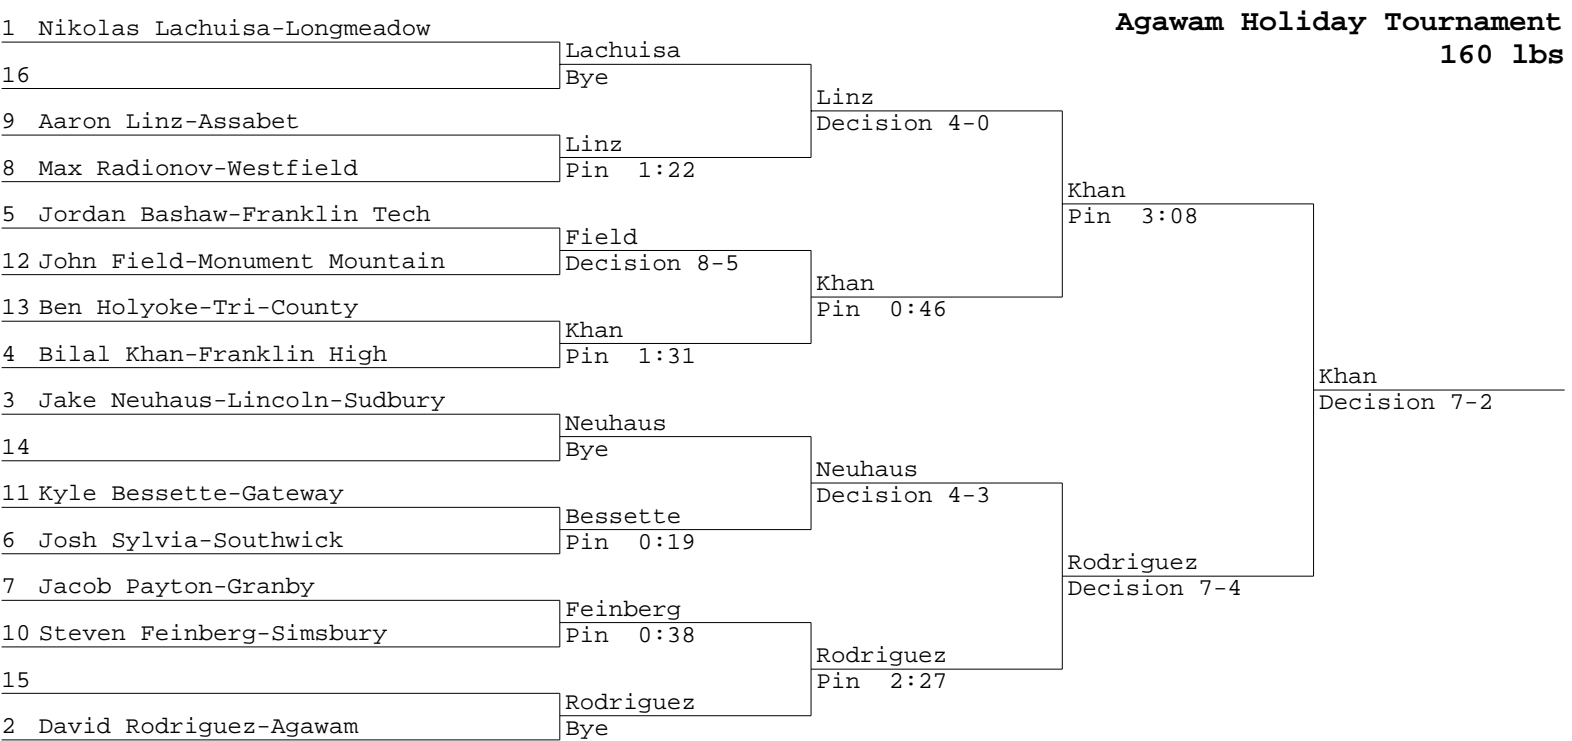 Agawam Holiday Tournament
160 lbs
1 Nikolas Lachuisa-Longmeadow
16
9 Aaron Linz-Assabet
8 Max Radionov-Westfield
5 Jordan Bashaw-Franklin Tech
12 John Field-Monument Mountain
13 Ben Holyoke-Tri-County
4 Bilal Khan-Franklin High
3 Jake Neuhaus-Lincoln-Sudbury
14
11 Kyle Bessette-Gateway
6 Josh Sylvia-Southwick
7 Jacob Payton-Granby
10 Steven Feinberg-Simsbury
15
2 David Rodriguez-Agawam
Lachuisa
Bye
Linz
Pin 1:22
Field
Decision 8-5
Khan
Pin 1:31
Neuhaus
Bye
Bessette
Pin 0:19
Feinberg
Pin 0:38
Rodriguez
Bye
Linz
Decision 4-0
Khan
Pin 0:46
Neuhaus
Decision 4-3
Rodriguez
Pin 2:27
Khan
Pin 3:08
Rodriguez
Decision 7-4
Khan
Decision 7-2